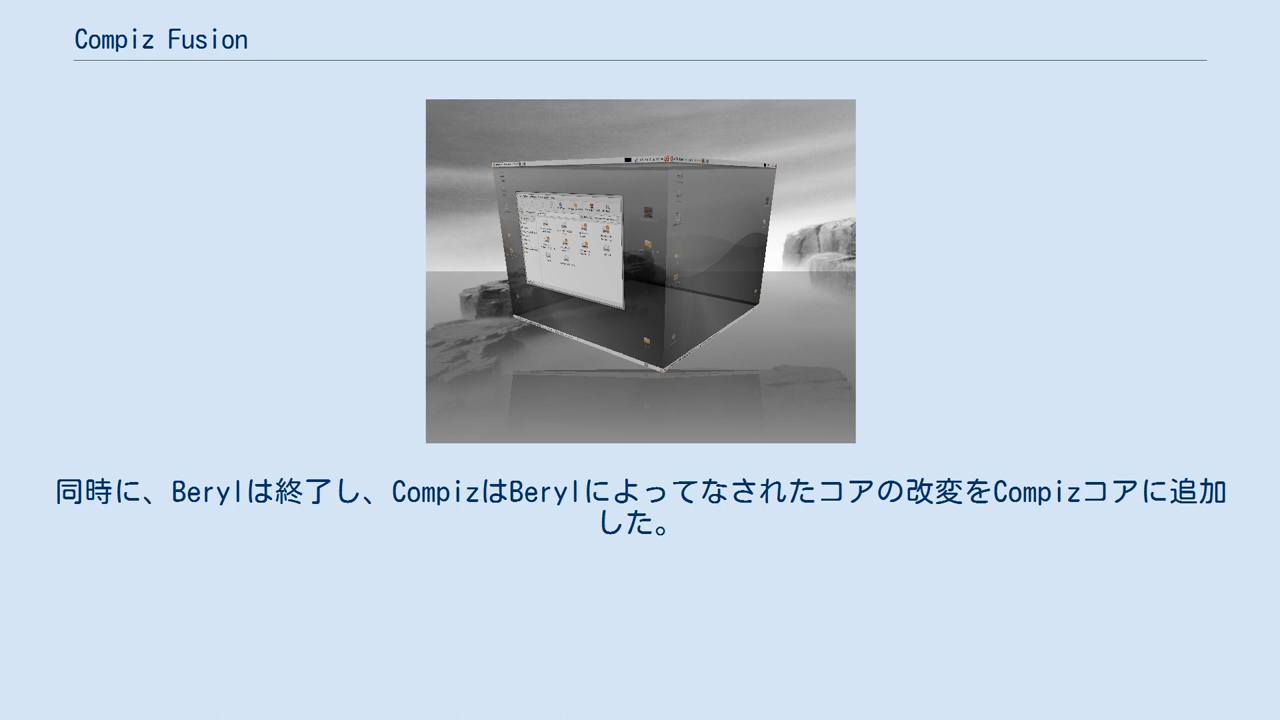 Compiz Fusion
同時に、Berylは終了し、CompizはBerylによってなされたコアの改変をCompizコアに追加
した。